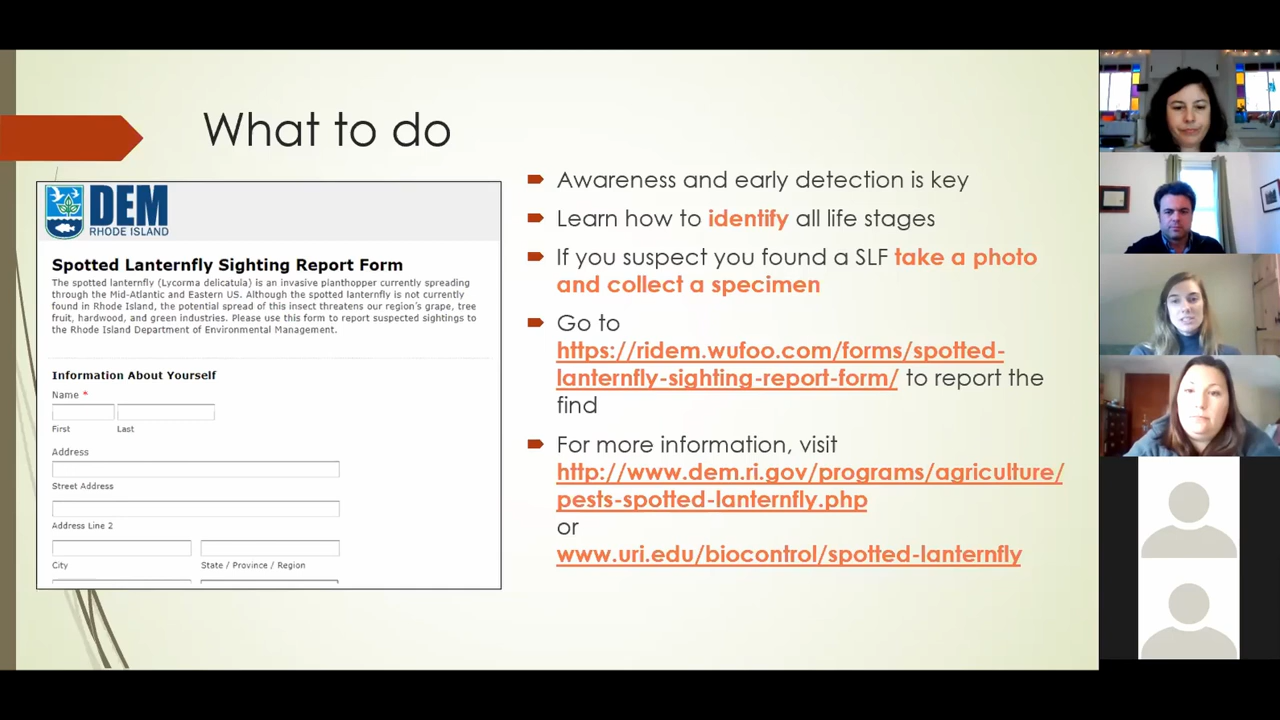 What to do
DEM
RHODE ISLAND
Spotted Lanternfly Sighting Report Form
The spotted lanternfly (Lycorma delicatula) is an invasive planthopper currently spreading
through the Mid-Atlantic and Eastern US. Although the spotted lanternfly is not currently
found in Rhode Island, the potential spread of this insect threatens our region's grape, tree
fruit, hardwood, and green industries. Please use this form to report suspected sightings to
the Rhode Island Department of Environmental Management.
Information About Yourself
Name *
First Last
Address
Street Address
Address Line 2
City State / Province / Region
Awareness and early detection is key
Learn how to identify all life stages
If you suspect you found a SLF take a photo
and collect a specimen
Go to
https://ridem.wufoo.com/forms/spotted-
lanternfly-sighting-report-form/ to report the
find
For more information, visit
http://www.dem.ri.gov/programs/agriculture/
pests-spotted-lanternfly.php
or
www.uri.edu/biocontrol/spotted-lanternfly